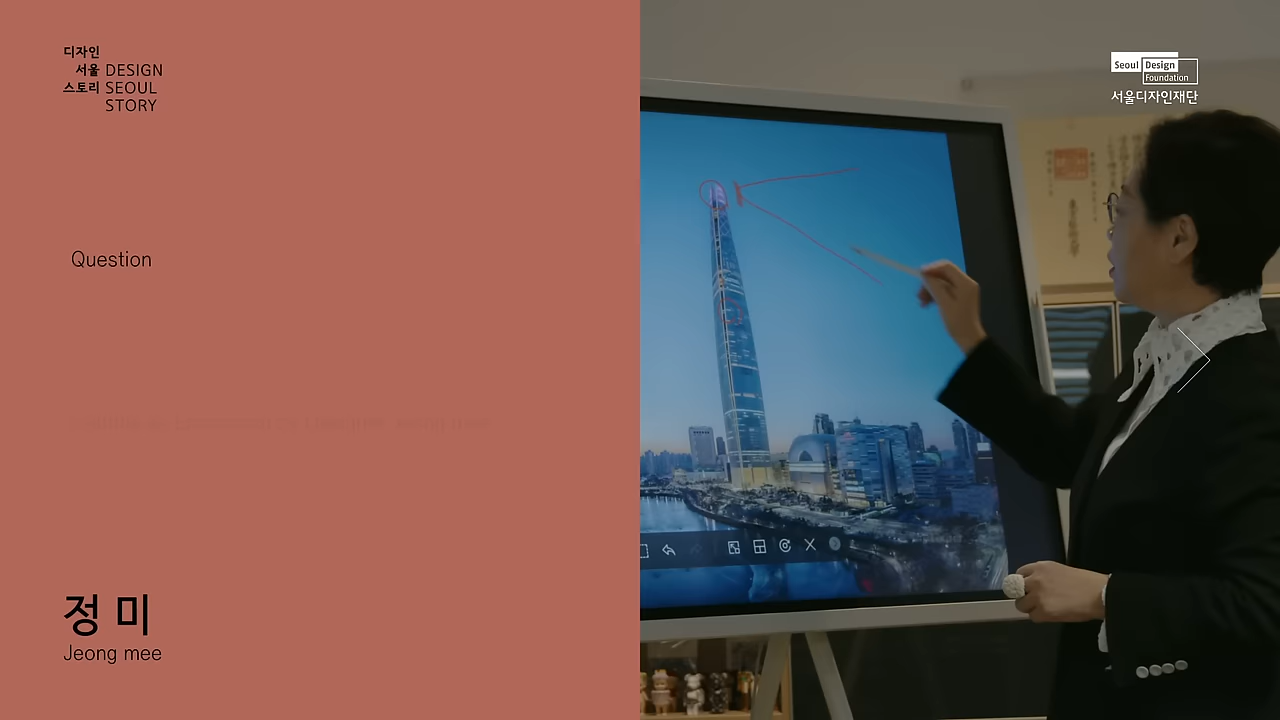 디자인
서울 DESIGN
스토리 SEOUL
STORY
Question
정 미
Jeong mee
Seoul Design
Foundation
서울디자인재단